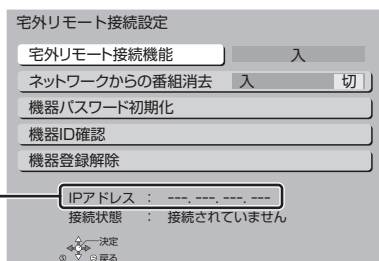 宅外リモート接続設定
宅外リモート接続機能 入
ネットワークからの番組消去 入 切
機器パスワード初期化
機器ID確認
機器登録解除
IPアドレス : ---. ---. ---. ---
接続状態 : 接続されていません
決定
戻る